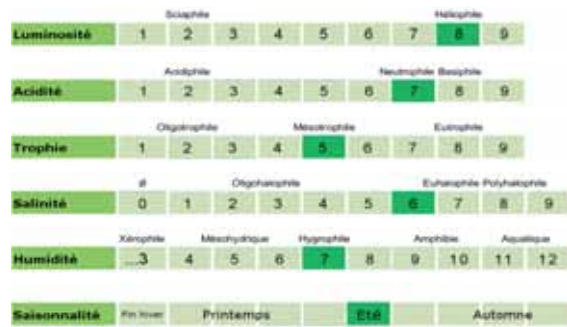 Sciaphile Héliophile
Luminosité 1 2 3 4 5 6 7 8 9
Acidiphile Neutrophile Basiphile
Acidité 1 2 3 4 5 6 7 8 9
Oligotrophile Mésotrophile Eutrophile
Trophie 1 2 3 4 5 6 7 8 9
Ø Oligohalophile Euhalophile Polyhalophile
Salinité 0 1 2 3 4 5 6 7 8 9
Xérophile Mésohydrique Hygrophile Amphibie Aquatique
Humidité ...3 4 5 6 7 8 9 10 11 12
Saisonnalité Fin hiver Printemps Eté Automne